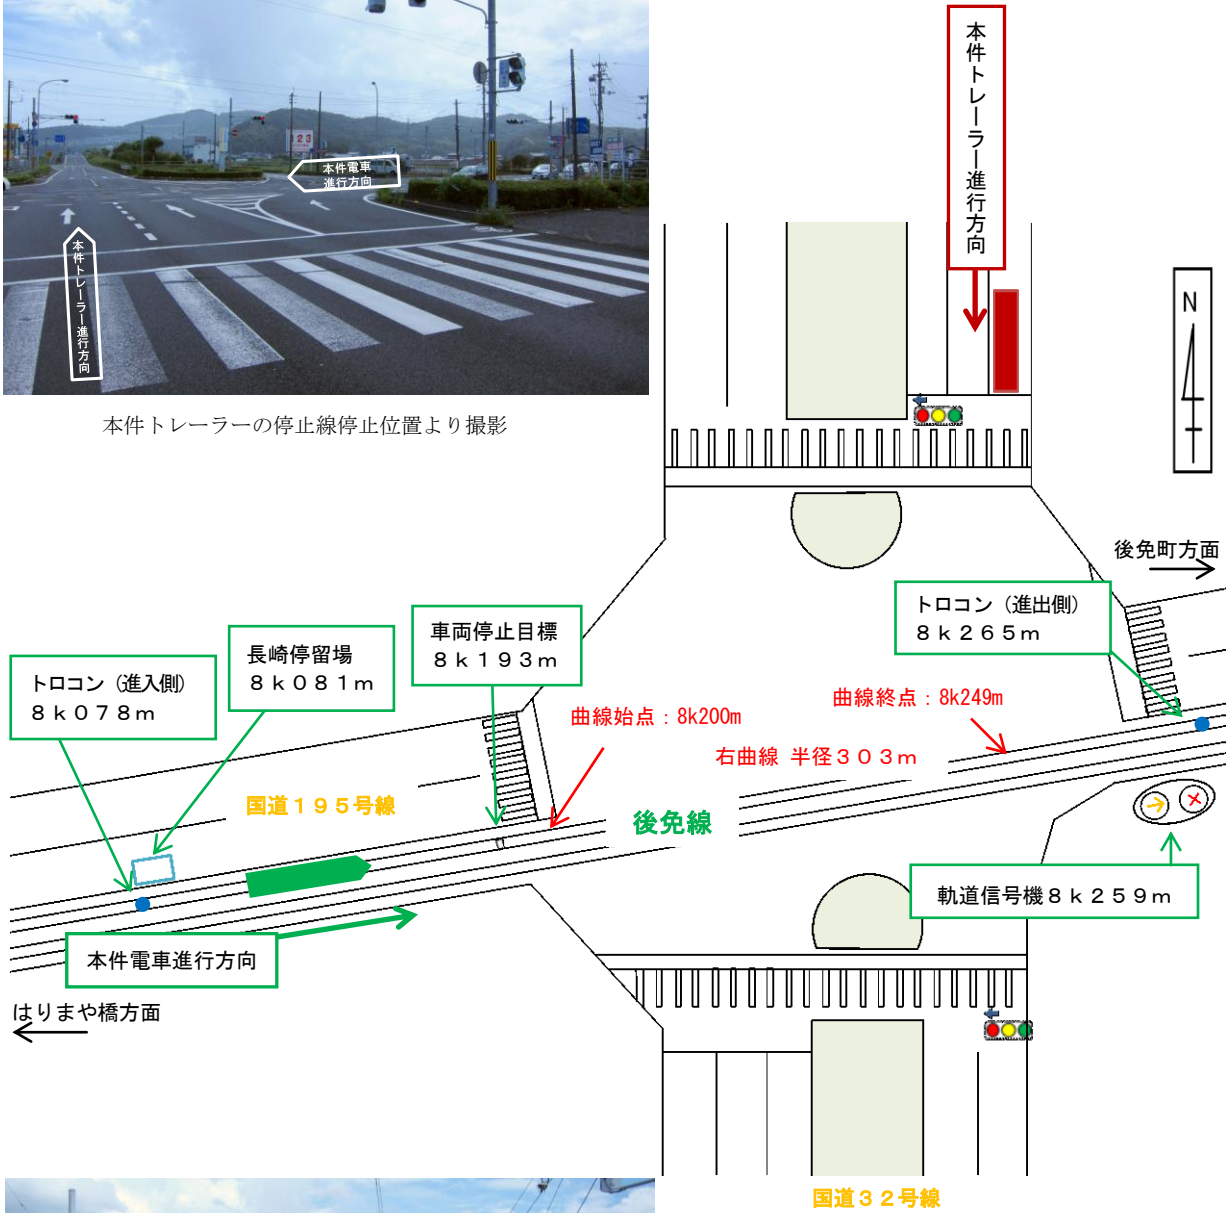 本件電車
進行方向
本件トレーラー進行方向
本件トレーラーの停止線停止位置より撮影
本件トレーラー進行方向
N
後免町方面
トロコン（進出側）
８ｋ２６５ｍ
車両停止目標
８ｋ１９３ｍ
長崎停留場
８ｋ０８１ｍ
トロコン（進入側）
８ｋ０７８ｍ
曲線始点：8k200m
曲線終点：8k249m
右曲線 半径３０３ｍ
国道１９５号線
後免線
軌道信号機８ｋ２５９ｍ
本件電車進行方向
はりまや橋方面
国道３２号線